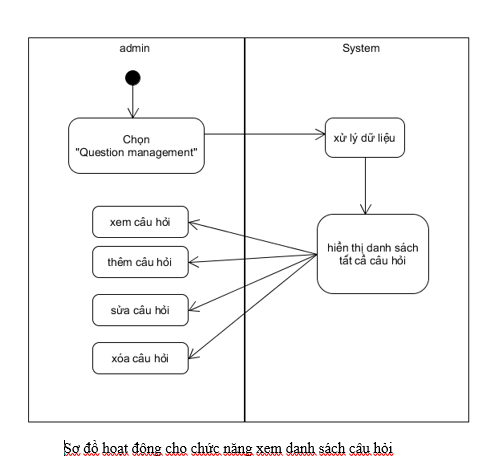 admin
System
Chọn
"Question management"
xử lý dữ liệu
xem câu hỏi
thêm câu hỏi
sửa câu hỏi
xóa câu hỏi
hiển thị danh sách
tất cả câu hỏi
Sơ đồ hoạt động cho chức năng xem danh sách câu hỏi